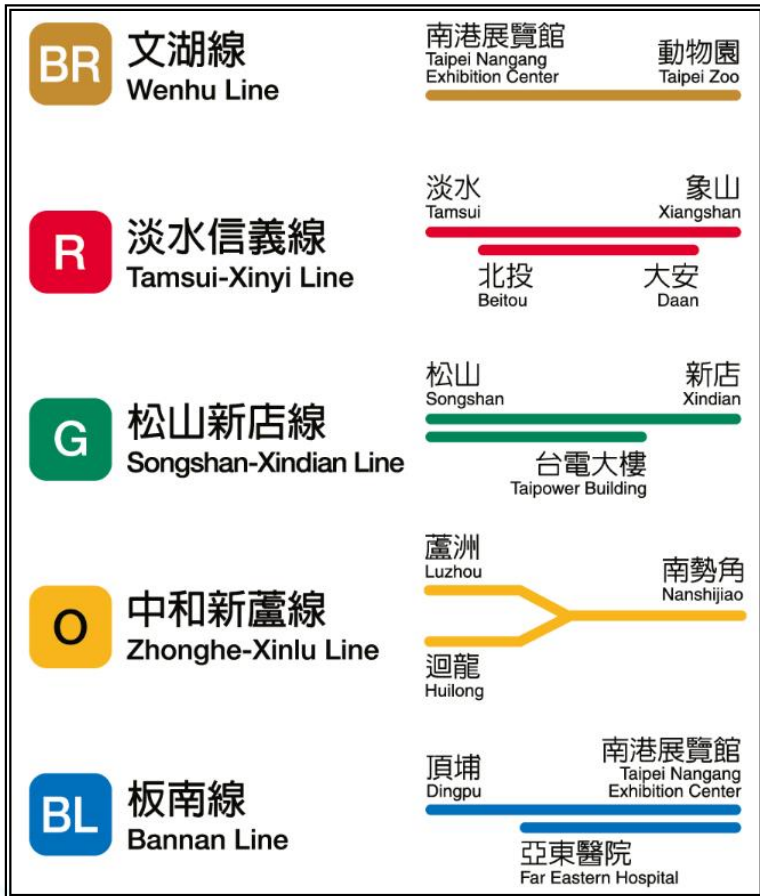 BR
文湖線
Wenhu Line
南港展覽館
Taipei Nangang
Exhibition Center
動物園
Taipei Zoo
R
淡水信義線
Tamsui-Xinyi Line
淡水
Tamsui
象山
Xiangshan
北投
Beitou
大安
Daan
G
松山新店線
Songshan-Xindian Line
松山
Songshan
新店
Xindian
台電大樓
Taipower Building
O
中和新蘆線
Zhonghe-Xinlu Line
蘆洲
Luzhou
南勢角
Nanshijiao
迴龍
Huilong
BL
板南線
Bannan Line
頂埔
Dingpu
南港展覽館
Taipei Nangang
Exhibition Center
亞東醫院
Far Eastern Hospital